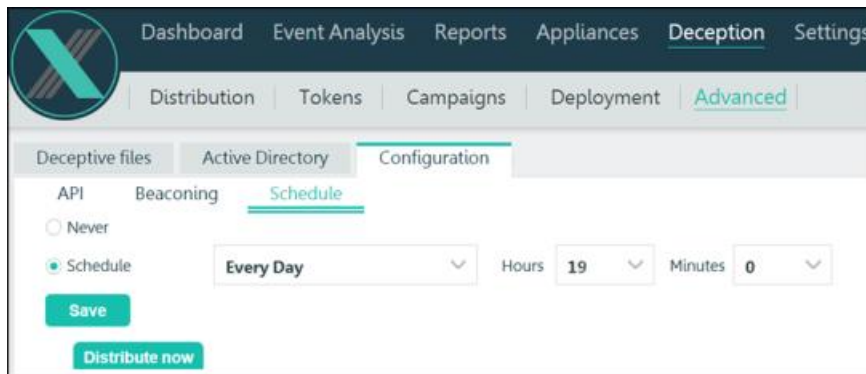 Dashboard Event Analysis Reports Appliances Deception Settings
Distribution Tokens Campaigns Deployment Advanced
Deceptive files Active Directory Configuration
API Beaconing Schedule
Never
Schedule Every Day Hours 19 Minutes 0
Save
Distribute now